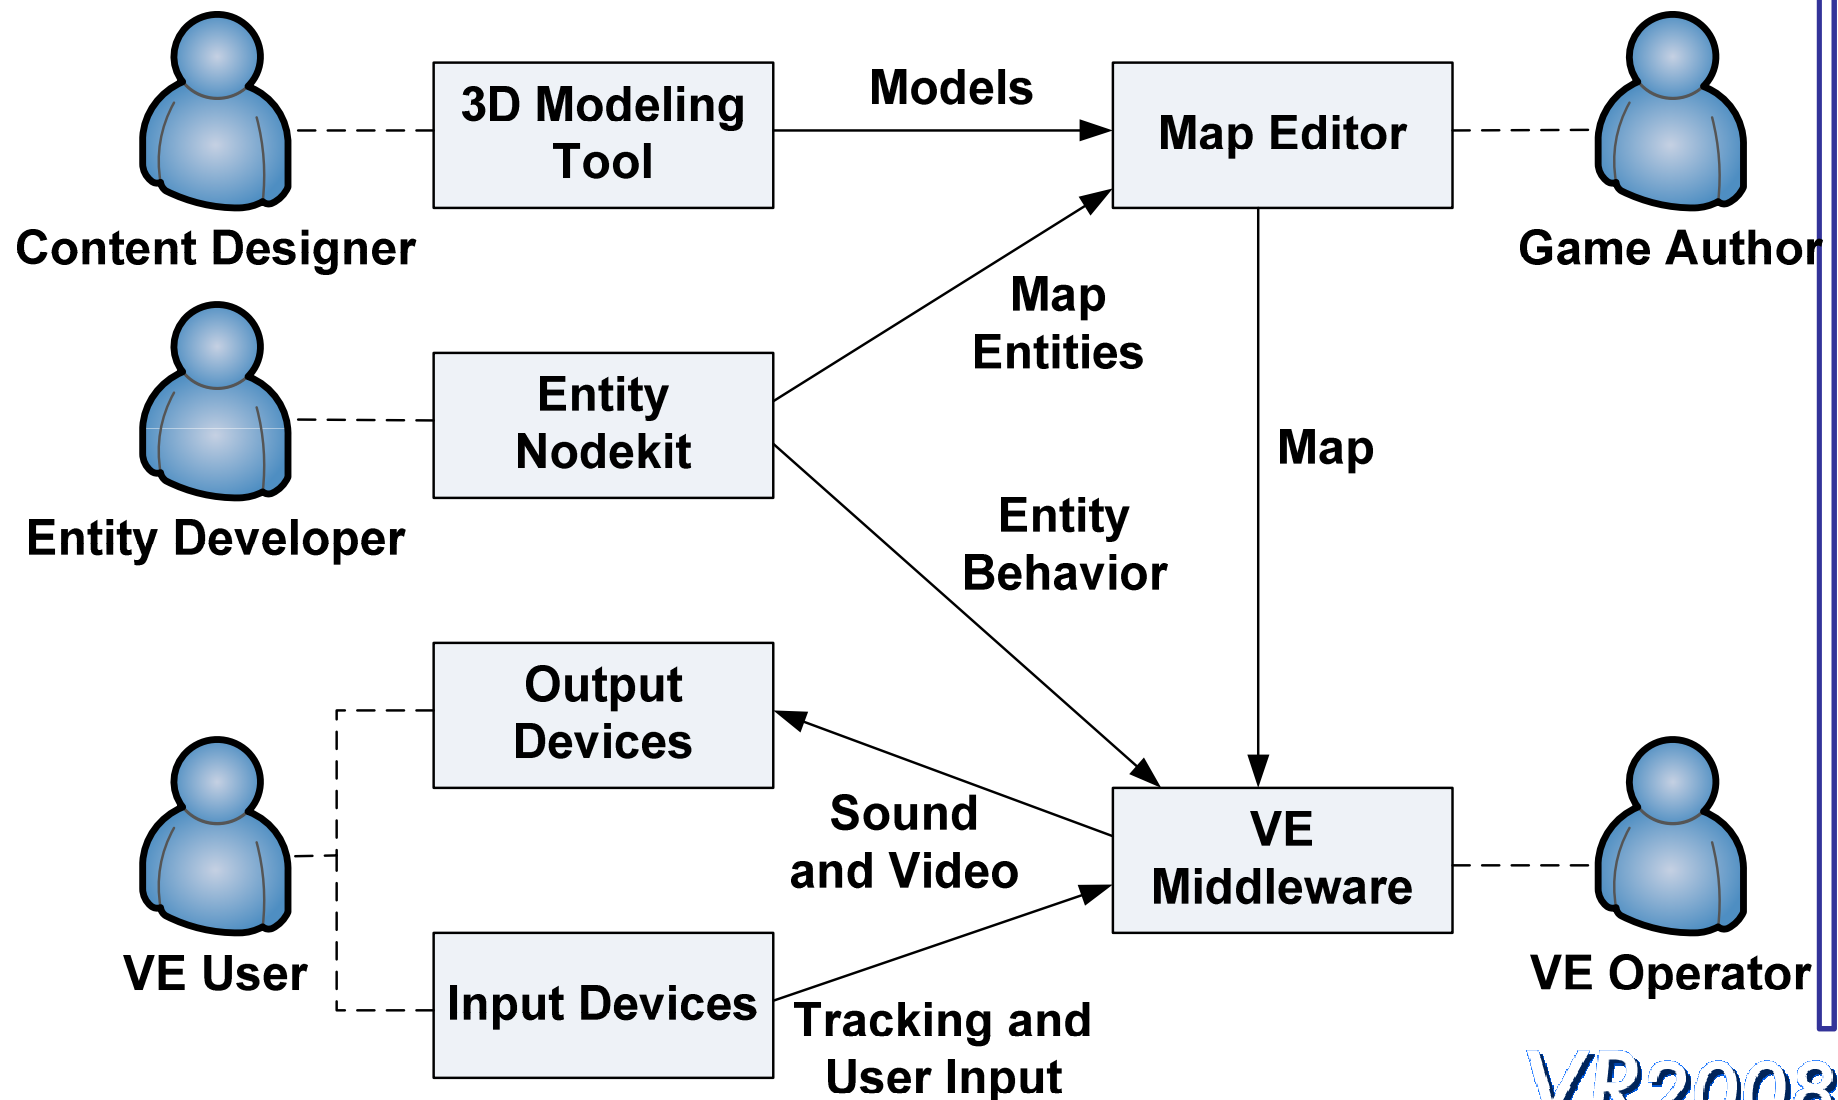 3D Modeling
Tool
Models
Map Editor
Content Designer
Game Author
Map
Entities
Entity
Nodekit
Map
Entity
Behavior
Entity Developer
Output
Devices
Sound
and Video
VE
Middleware
VE User
VE Operator
Input Devices
Tracking and
User Input
VR2008